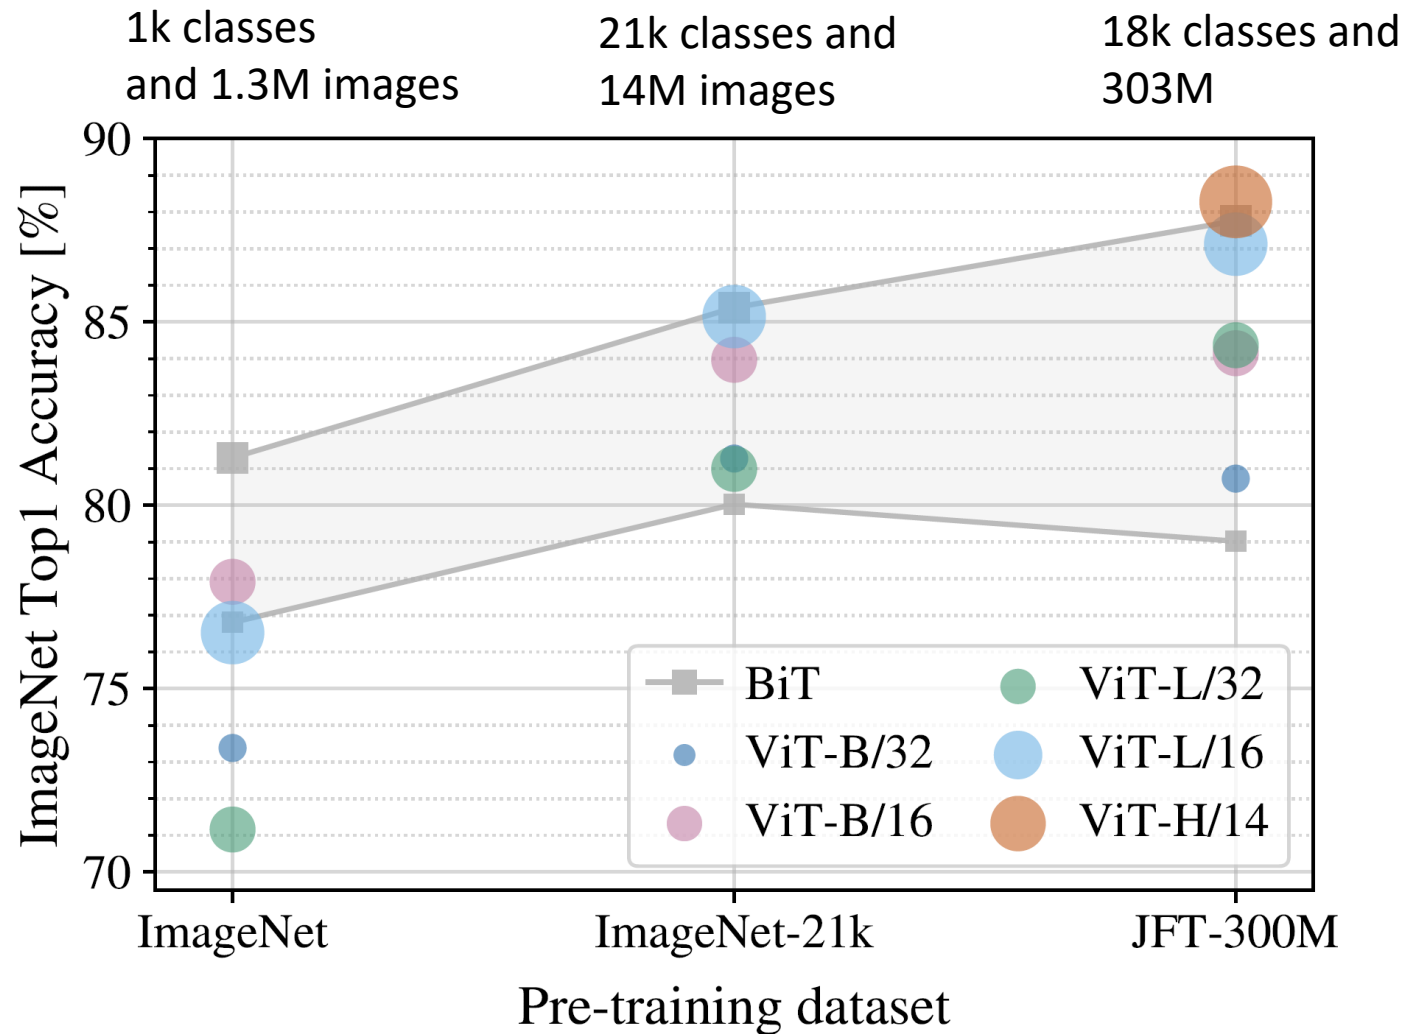 1k classes
and 1.3M images
21k classes and
14M images
18k classes and
303M
ImageNet Top1 Accuracy [%]
90
85
80
75
70
BiT
ViT-B/32
ViT-B/16
ViT-L/32
ViT-L/16
ViT-H/14
ImageNet
ImageNet-21k
JFT-300M
Pre-training dataset